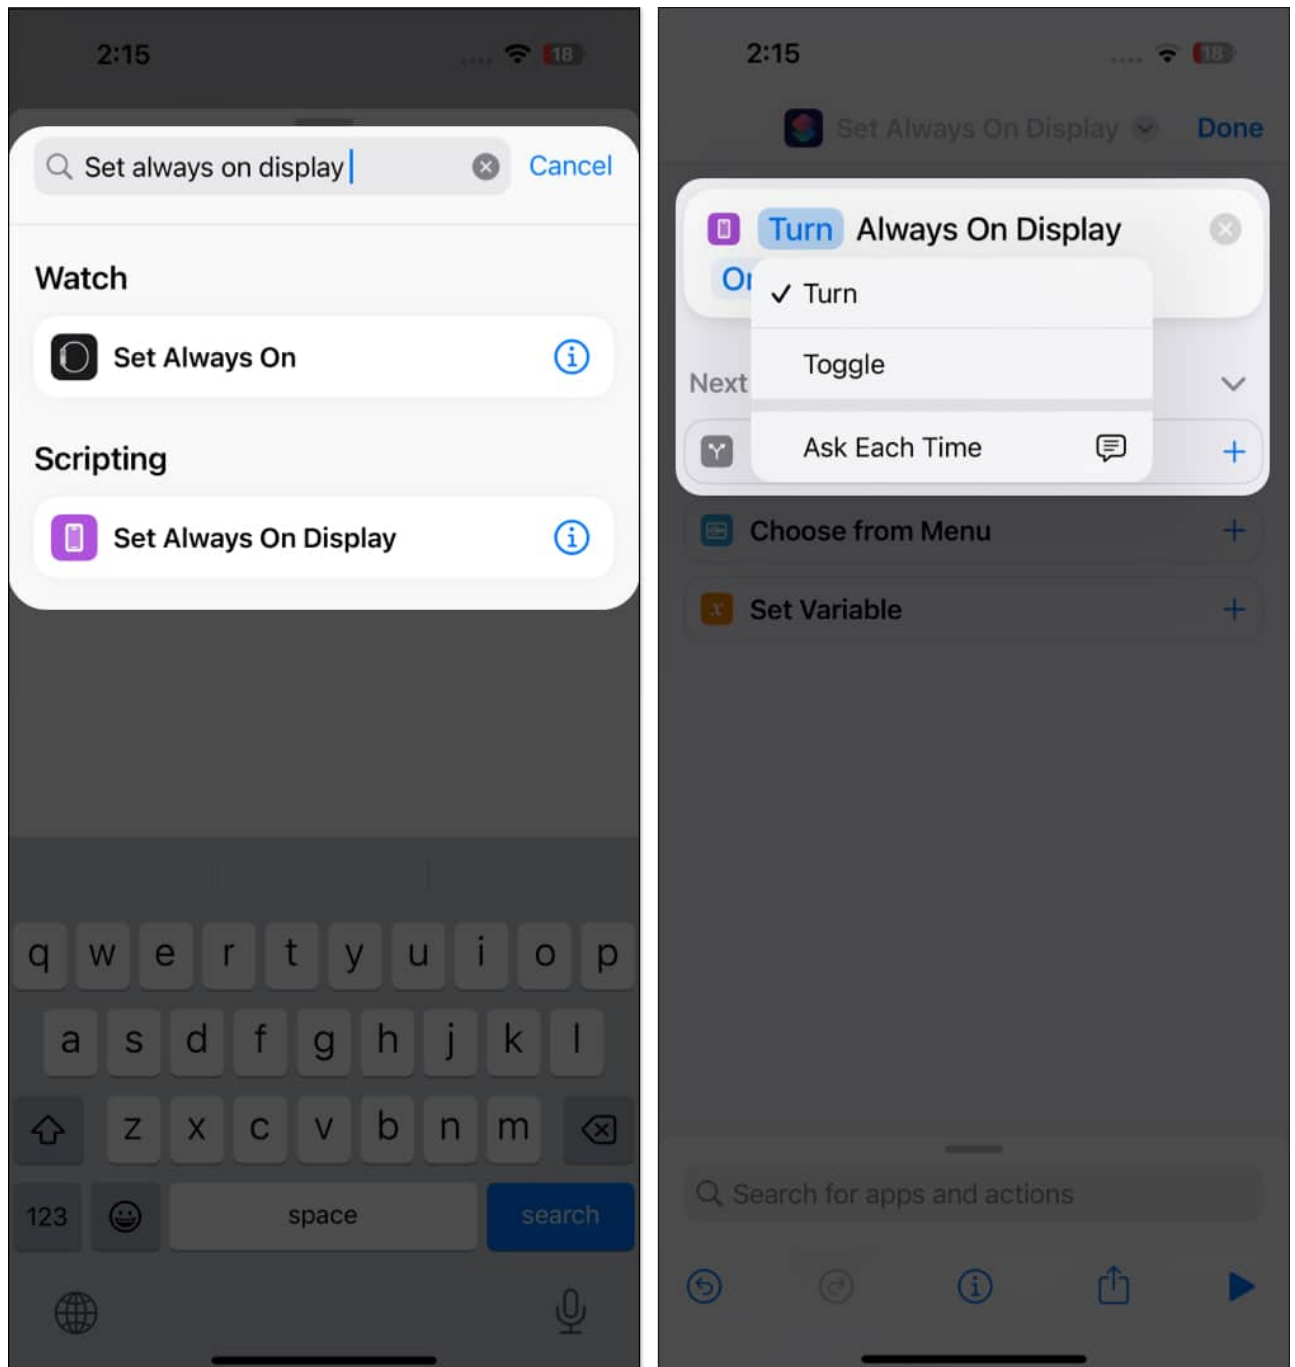 2:15
18
Set always on display
Cancel
Watch
Set Always On
Scripting
Set Always On Display
q w e r t y u i o p
a s d f g h j k l
z x c v b n m
123
space
search
2:15
18
Set Always On Display
Done
Turn Always On Display
Turn
Toggle
Next
Ask Each Time
Choose from Menu
x
Set Variable
Search for apps and actions